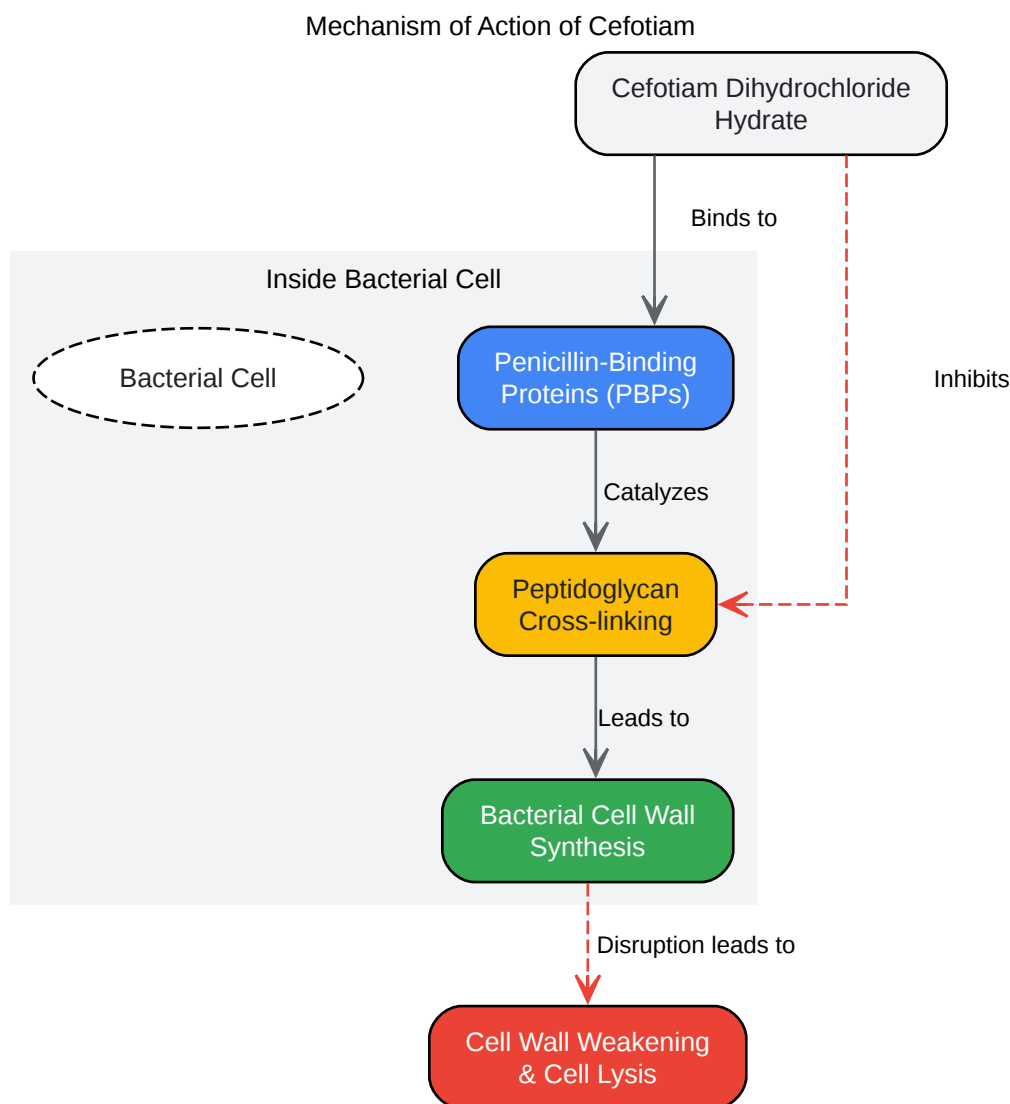 Mechanism of Action of Cefotiam
Cefotiam Dihydrochloride
Hydrate
Binds to
Inside Bacterial Cell
Bacterial Cell
Penicillin-Binding
Proteins (PBPs)
Inhibits
Catalyzes
Peptidoglycan
Cross-linking
Leads to
Bacterial Cell Wall
Synthesis
Disruption leads to
Cell Wall Weakening
& Cell Lysis